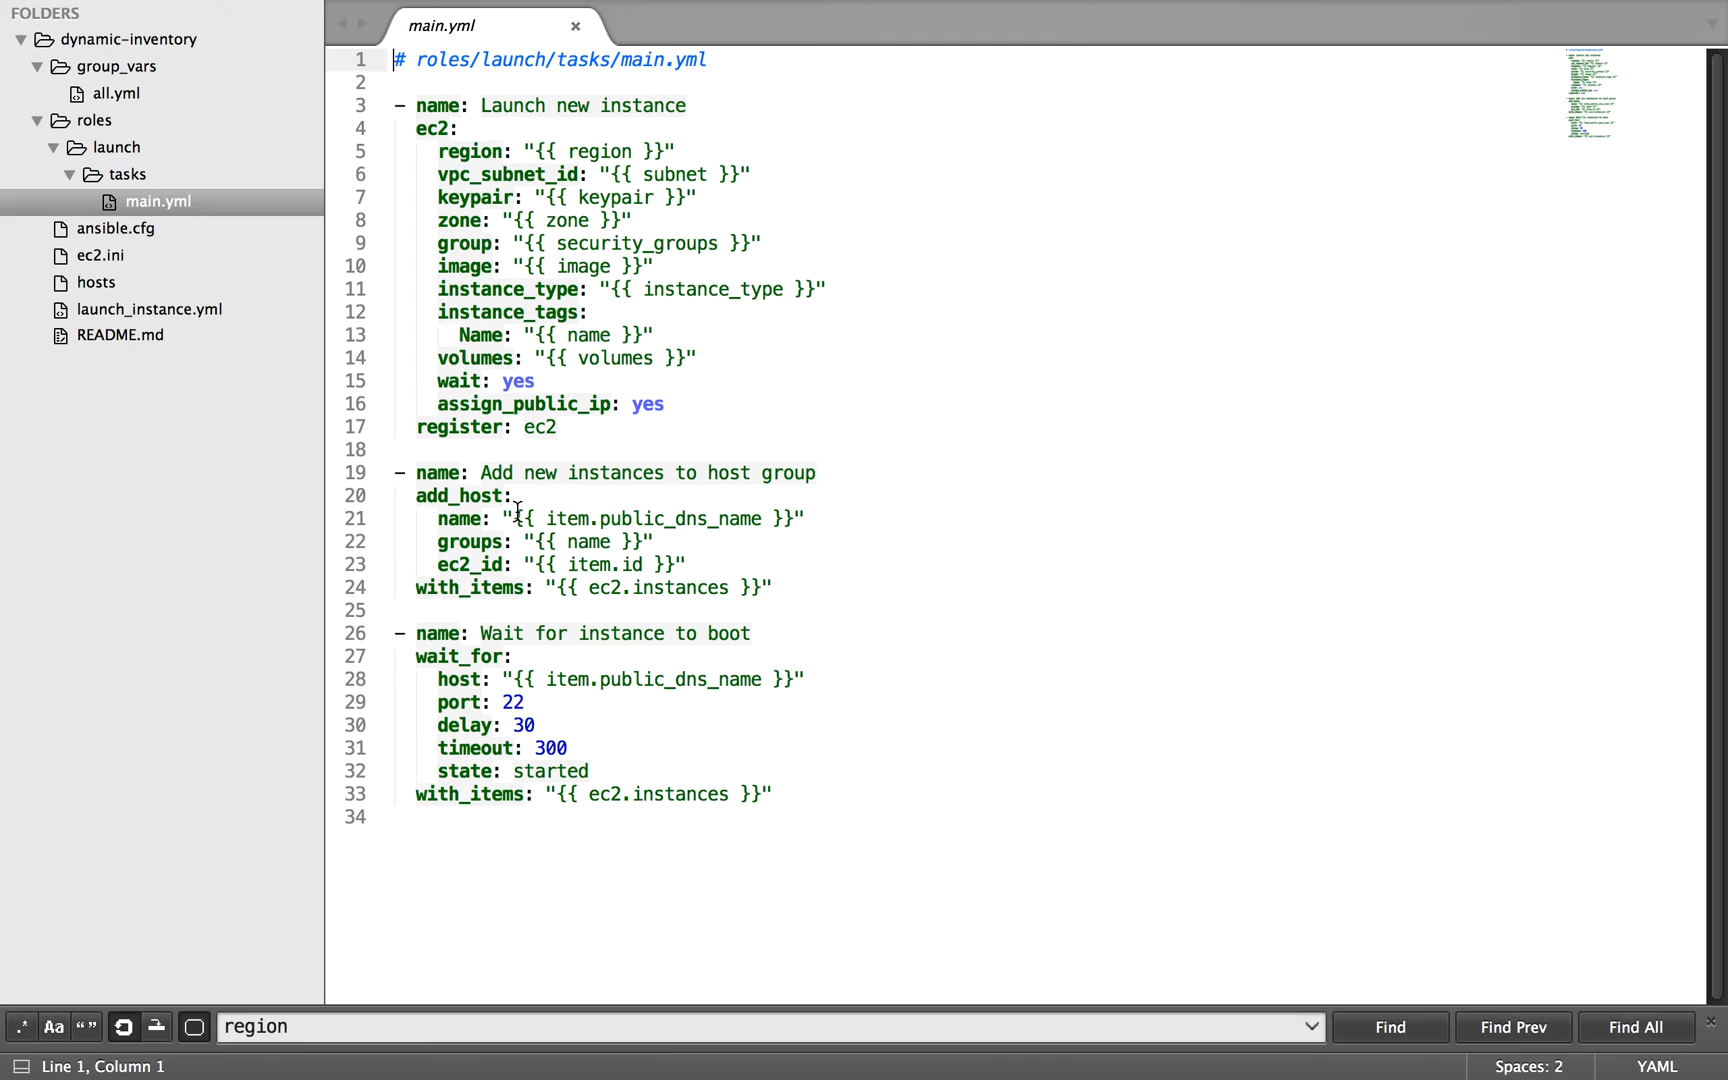 FOLDERS
dynamic-inventory
group_vars
all.yml
roles
launch
tasks
main.yml
ansible.cfg
ec2.ini
hosts
launch_instance.yml
README.md
main.yml ×
1 # roles/launch/tasks/main.yml
2
3 - name: Launch new instance
4 ec2:
5 region: "{{ region }}"
6 vpc_subnet_id: "{{ subnet }}"
7 keypair: "{{ keypair }}"
8 zone: "{{ zone }}"
9 group: "{{ security_groups }}"
10 image: "{{ image }}"
11 instance_type: "{{ instance_type }}"
12 instance_tags:
13 Name: "{{ name }}"
14 volumes: "{{ volumes }}"
15 wait: yes
16 assign_public_ip: yes
17 register: ec2
18
19 - name: Add new instances to host group
20 add_host:
21 name: "{{ item.public_dns_name }}"
22 groups: "{{ name }}"
23 ec2_id: "{{ item.id }}"
24 with_items: "{{ ec2.instances }}"
25
26 - name: Wait for instance to boot
27 wait_for:
28 host: "{{ item.public_dns_name }}"
29 port: 22
30 delay: 30
31 timeout: 300
32 state: started
33 with_items: "{{ ec2.instances }}"
34
.* Aa “ ” region Find Find Prev Find All ×
Line 1, Column 1 Spaces: 2 YAML